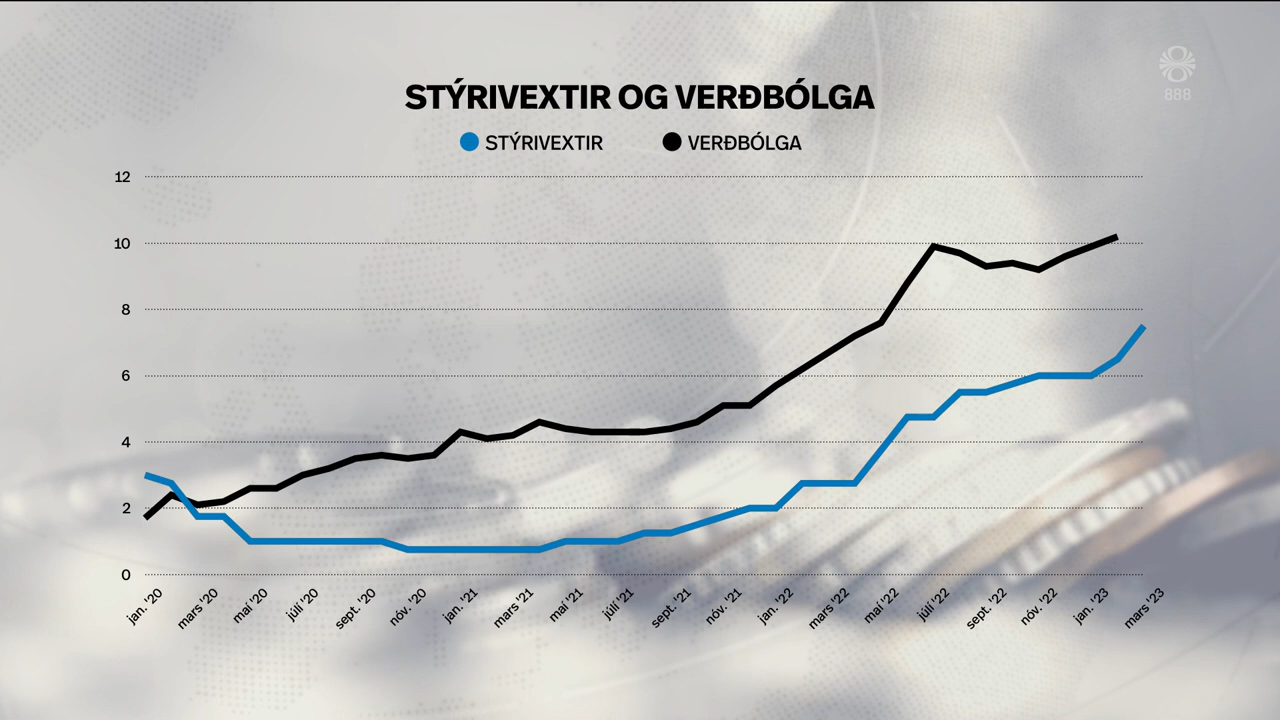 888
STÝRIVEXTIR OG VERÐBÓLGA
STÝRIVEXTIR
VERÐBÓLGA
12
10
8
6
4
2
0
jan. '20
mars '20
maí '20
júlí '20
sept. '20
nóv. '20
jan. '21
mars '21
maí '21
júlí '21
sept. '21
nóv. '21
jan. '22
mars '22
maí '22
júlí '22
sept. '22
nóv. '22
jan. '23
mars '23